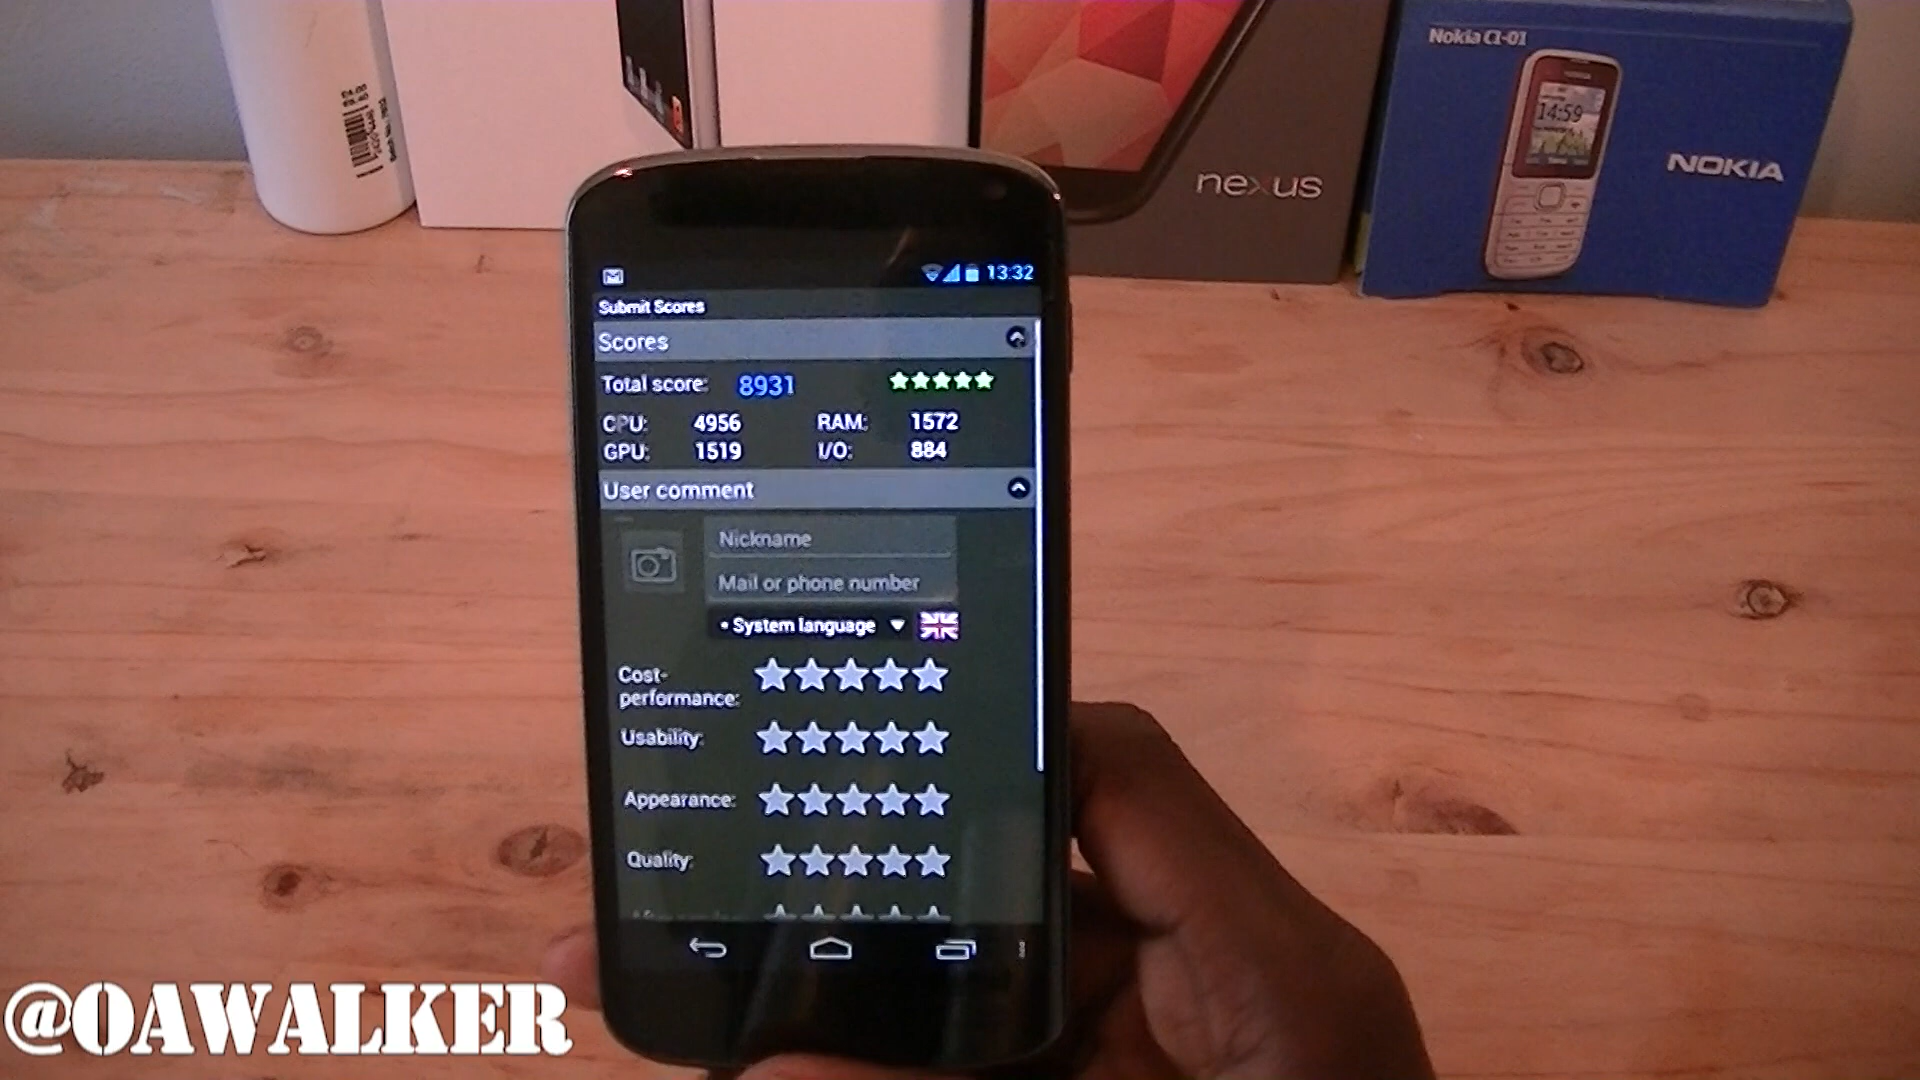 Nokia C1-01
NOKIA
14:59
NOKIA
nexus
13:32
Submit Scores
Scores
Total score: 8931
CPU: 4956 RAM: 1572
GPU: 1519 I/O: 884
User comment
Nickname
Mail or phone number
• System language
Cost-
performance:
Usability:
Appearance:
Quality:
@OAWALKER